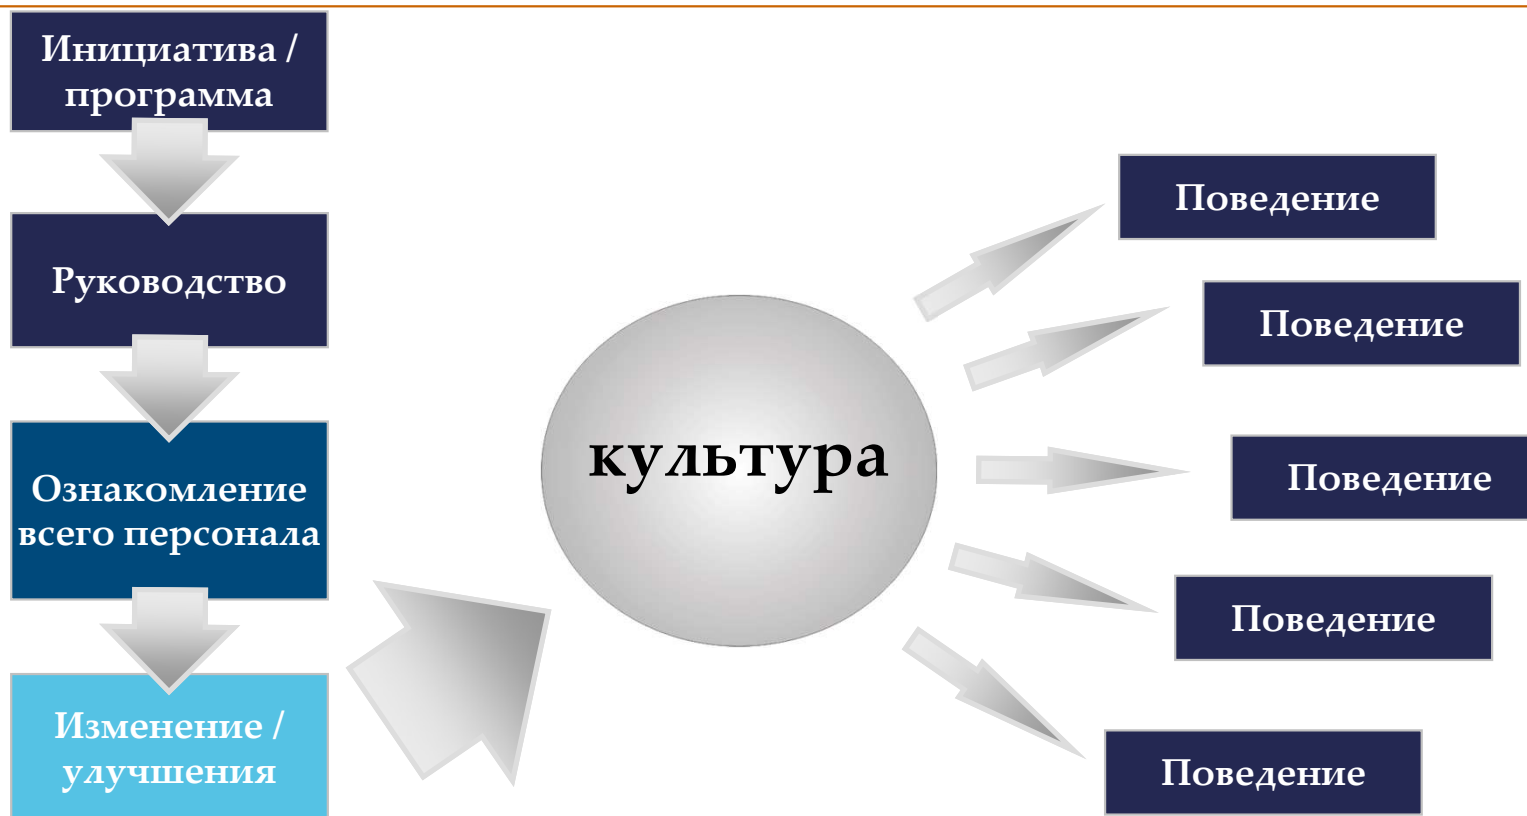 Инициатива /
программа
Руководство
Ознакомление
всего персонала
Изменение /
улучшения
культура
Поведение
Поведение
Поведение
Поведение
Поведение